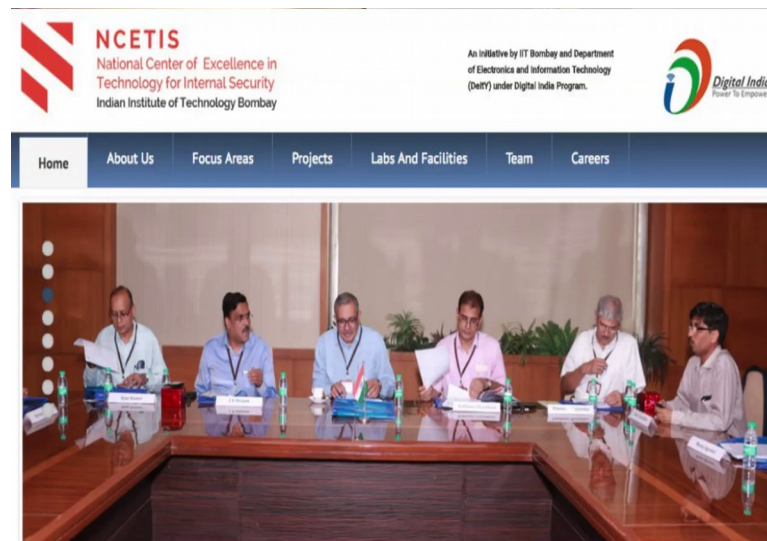 NCETIS
National Center of Excellence in
Technology for Internal Security
Indian Institute of Technology Bombay
An Initiative by IIT Bombay and Department
of Electronics and Information Technology
(DeitY) under Digital India Program.
Digital India
Power To Empower
Home
About Us
Focus Areas
Projects
Labs And Facilities
Team
Careers